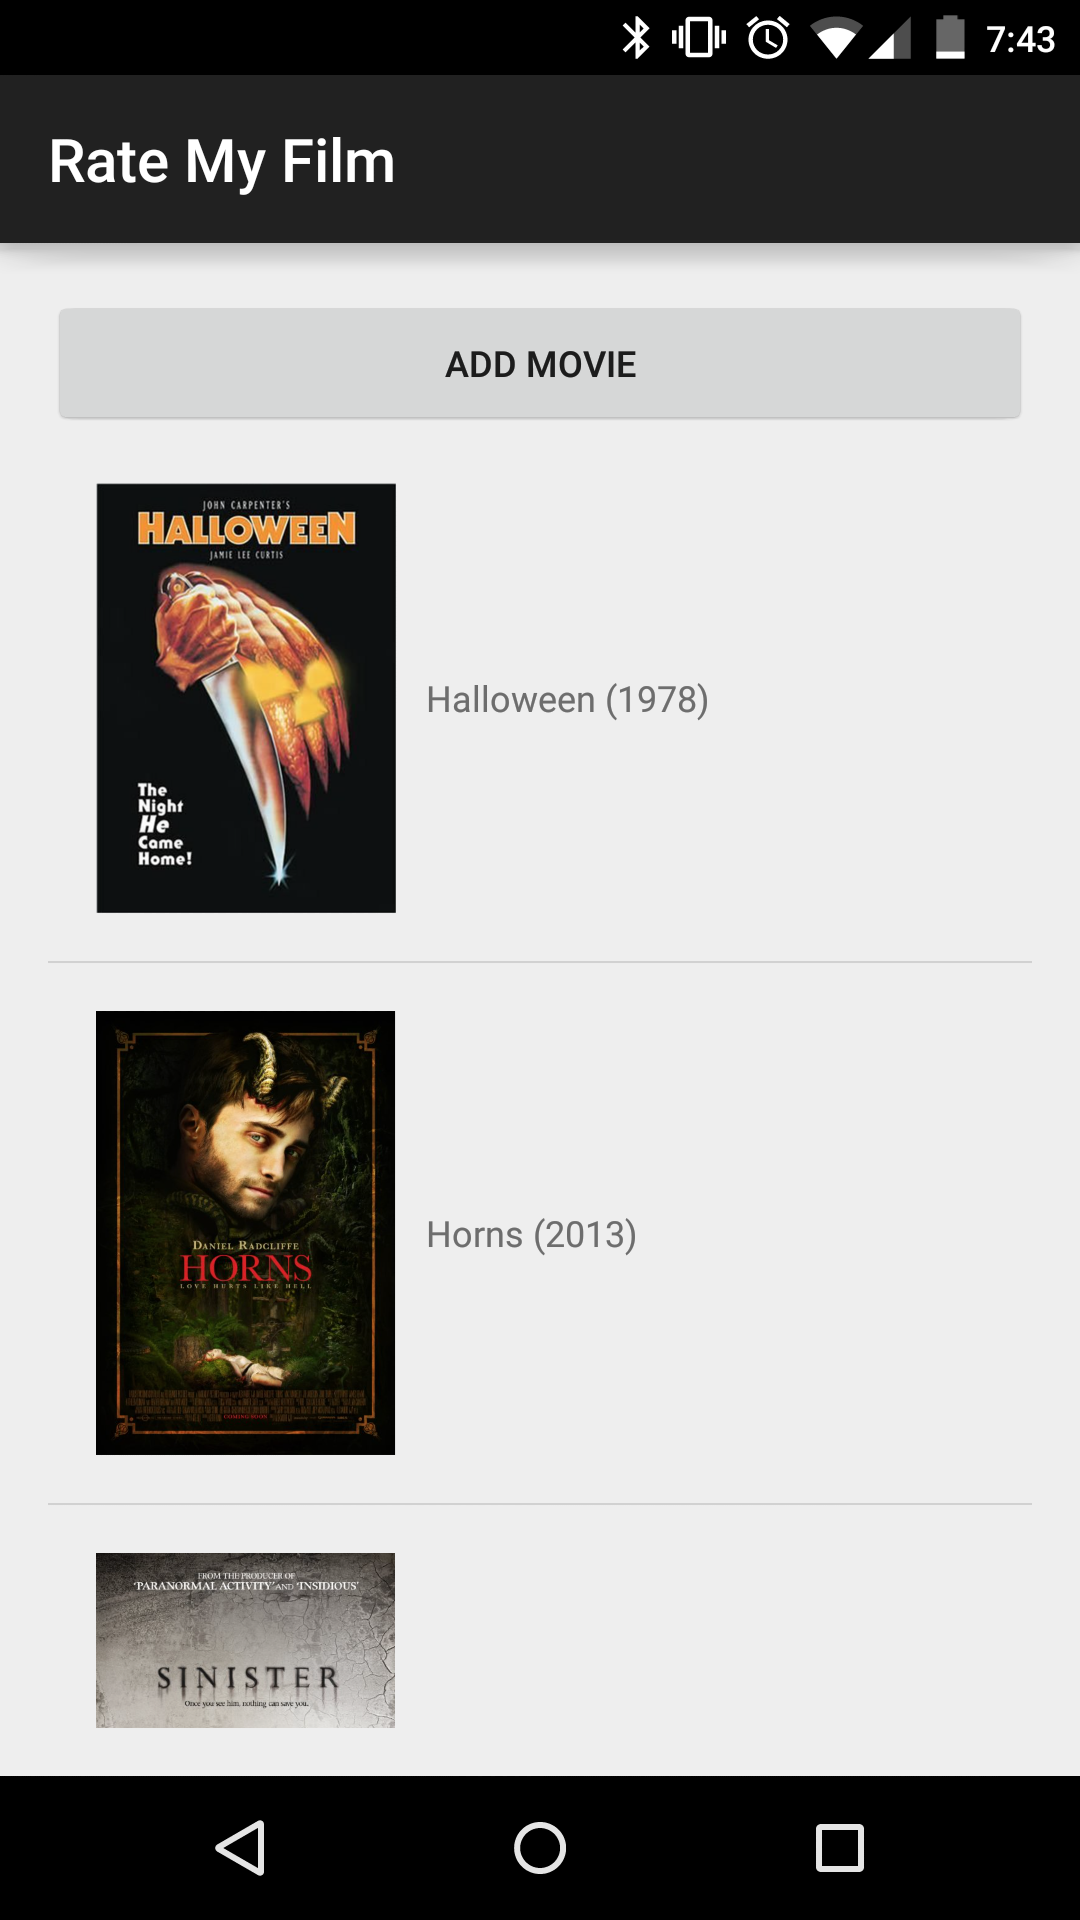 7:43
Rate My Film
ADD MOVIE
JOHN CARPENTER'S
HALLOWEEN
JAMIE LEE CURTIS
The
Night
He
Came
Home!
Halloween (1978)
DANIEL RADCLIFFE
HORNS
LOVE HURTS LIKE HELL
COMING SOON
Horns (2013)
FROM THE PRODUCER OF
'PARANORMAL ACTIVITY' AND 'INSIDIOUS'
SINISTER
Once you see him, nothing can save you.